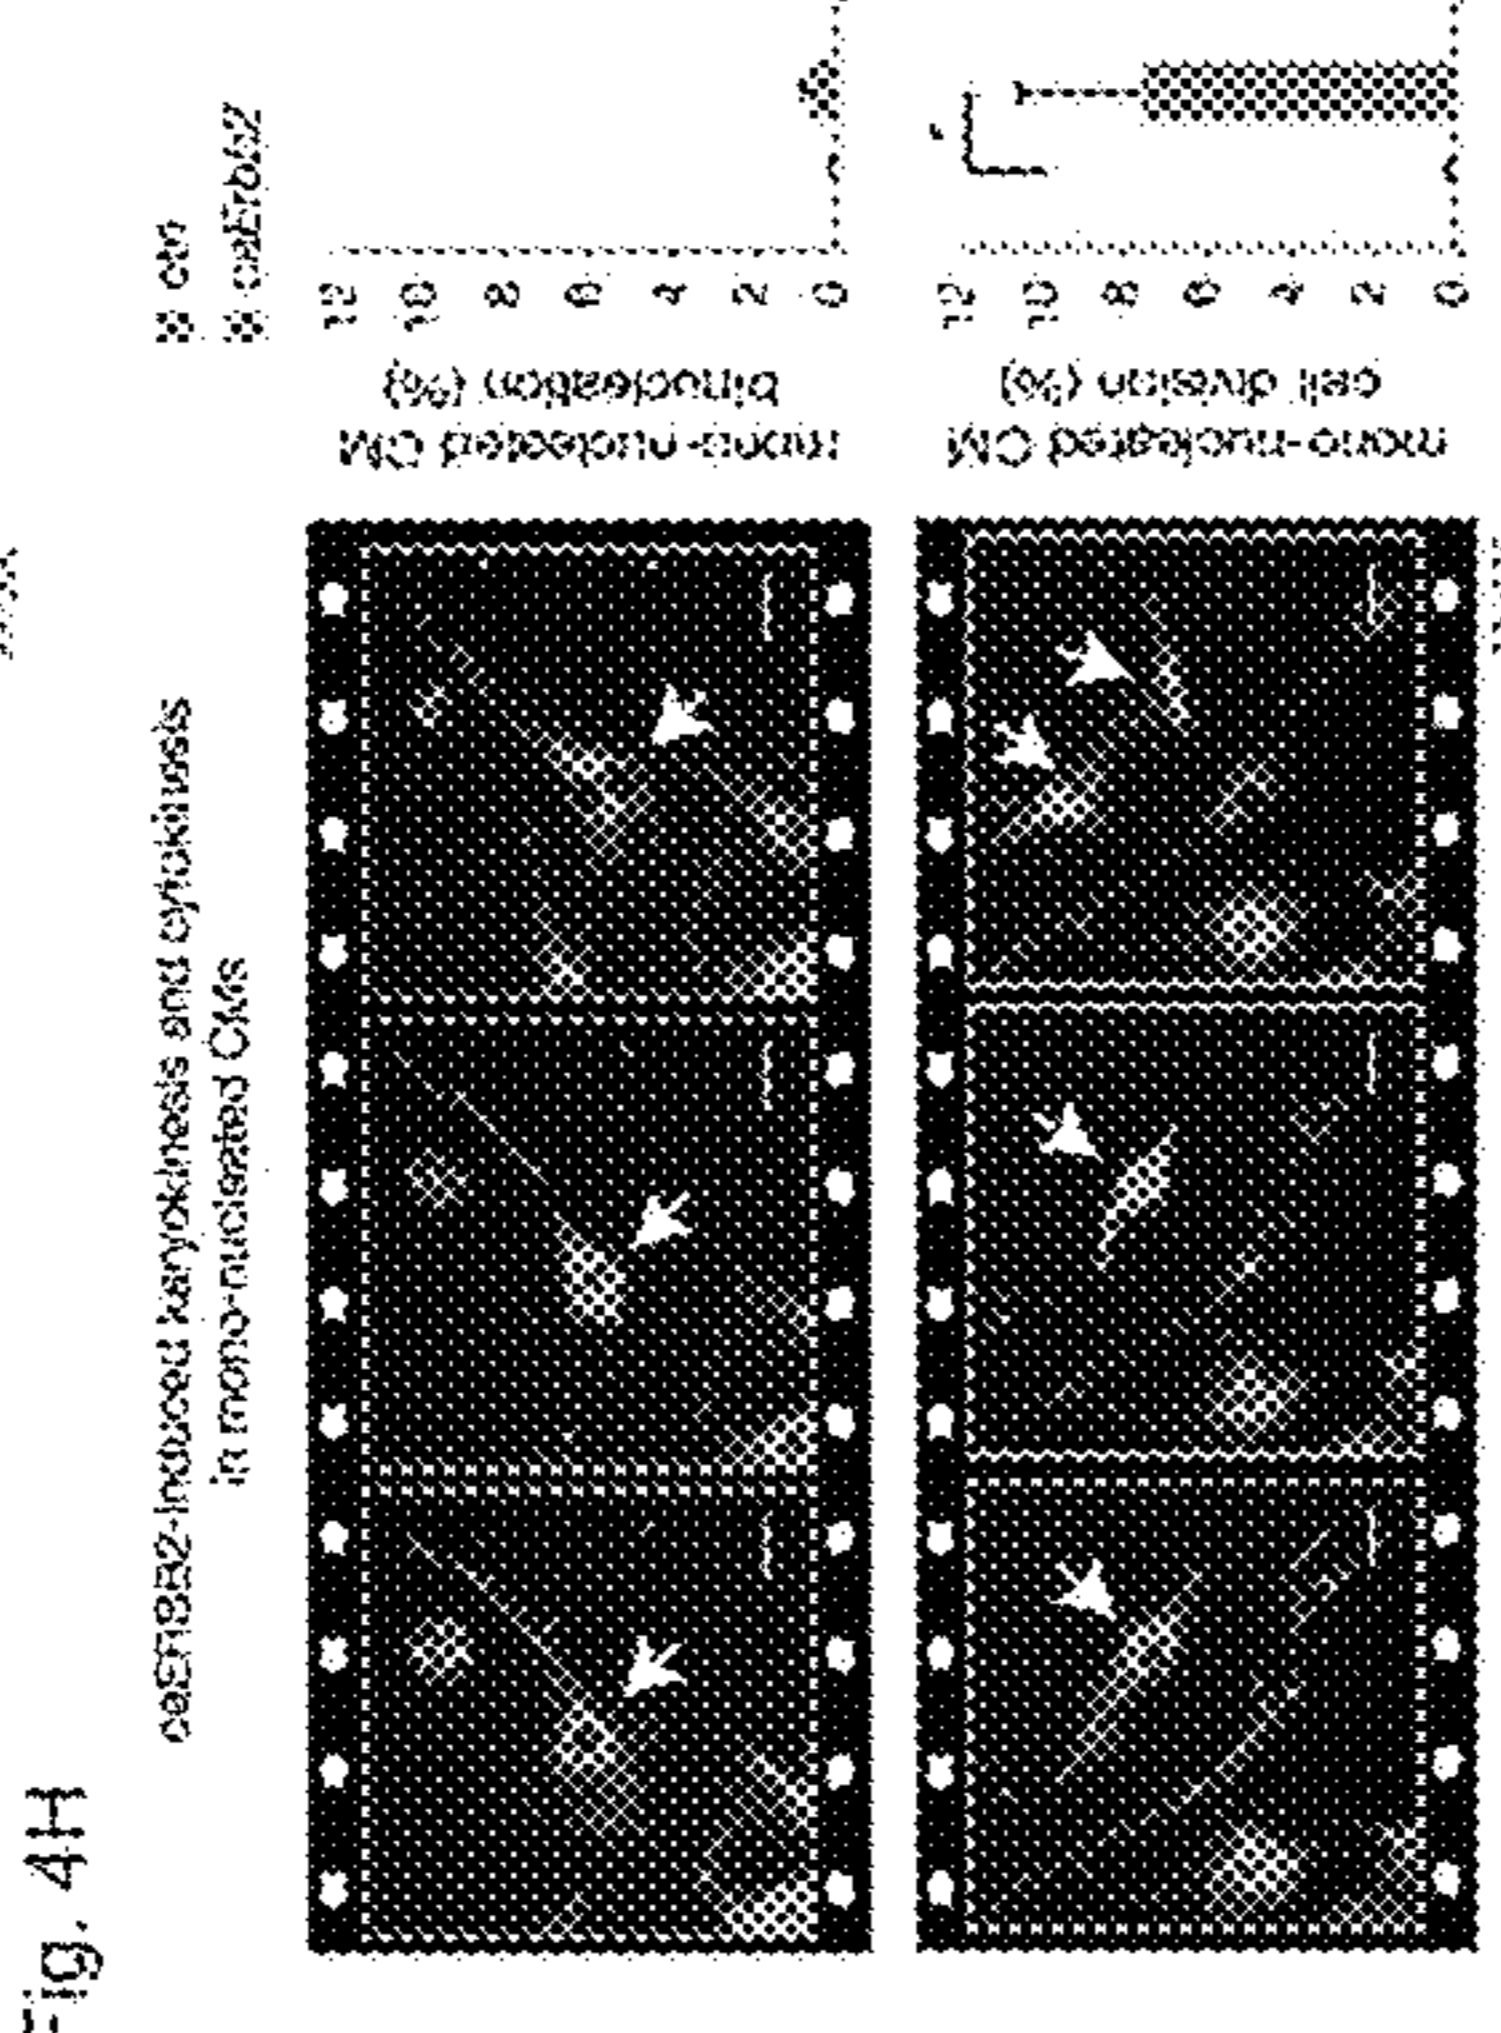 Fig. 4H
caERBB2-induced karyokinesis and cytokinesis
in mono-nucleated CMs
ctrl
caErbb2
mono-nucleated CM
binucleation (%)
12
10
8
6
4
2
0
mono-nucleated CM
cell division (%)
12
10
8
6
4
2
0
*